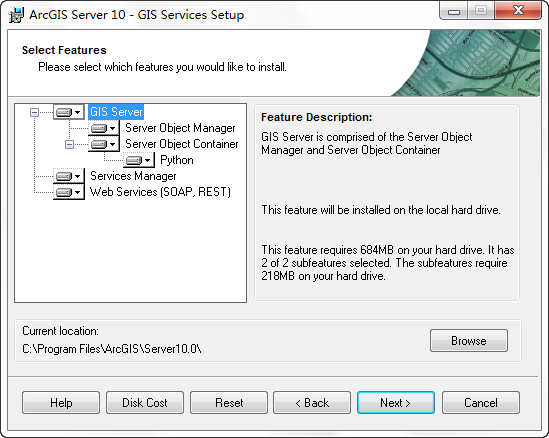 ArcGIS Server 10 - GIS Services Setup
Select Features
Please select which features you would like to install.
GIS Server
Server Object Manager
Server Object Container
Python
Services Manager
Web Services (SOAP, REST)
Feature Description:
GIS Server is comprised of the Server Object
Manager and Server Object Container
This feature will be installed on the local hard drive.
This feature requires 684MB on your hard drive. It has
2 of 2 subfeatures selected. The subfeatures require
218MB on your hard drive.
Current location:
C:\Program Files\ArcGIS\Server10.0\
Browse
Help
Disk Cost
Reset
< Back
Next >
Cancel